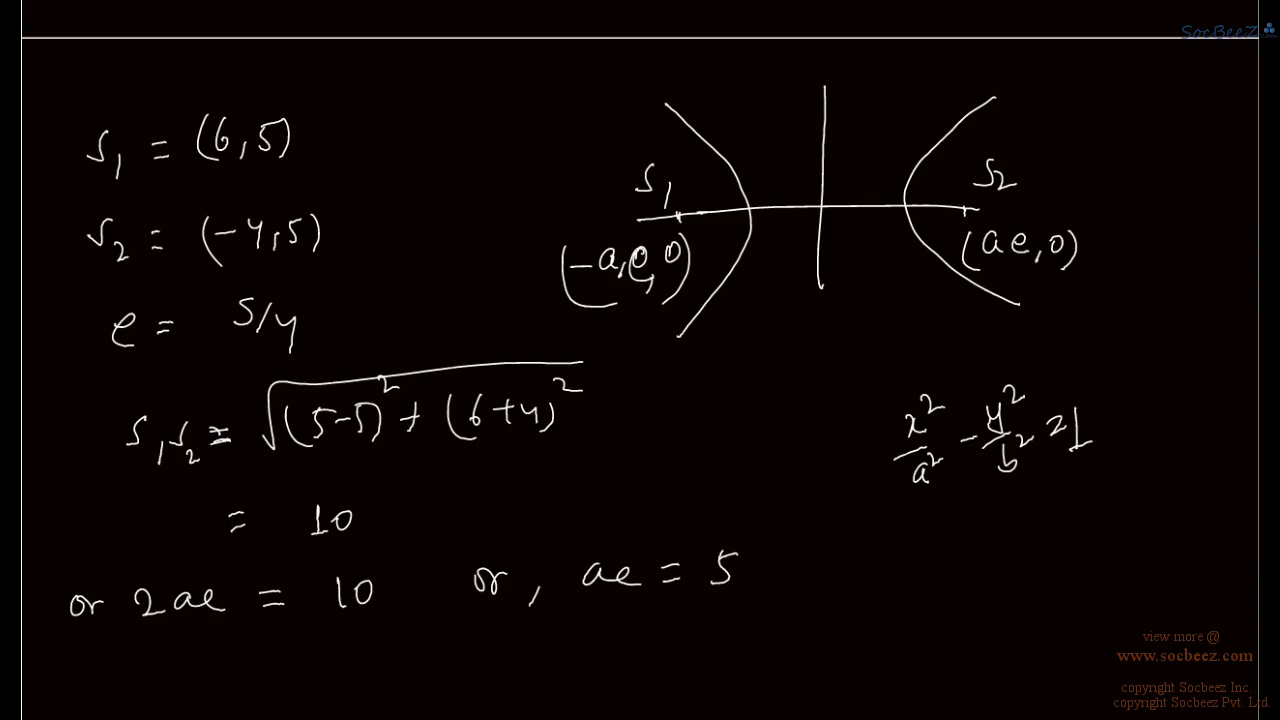 SocBeeZ
S₁ = (6,5)
S₂ = (-4,5)
e = 5/4
S₁S₂ = √(5-5)² + (6+4)²
= 10
or 2ae = 10 or, ae = 5
S₁
(-a,e,0)
S₂
(ae,0)
x²/a² - y²/b² = 1
view more @
www.socbeez.com
copyright Socbeez Inc.
copyright Socbeez Pvt. Ltd